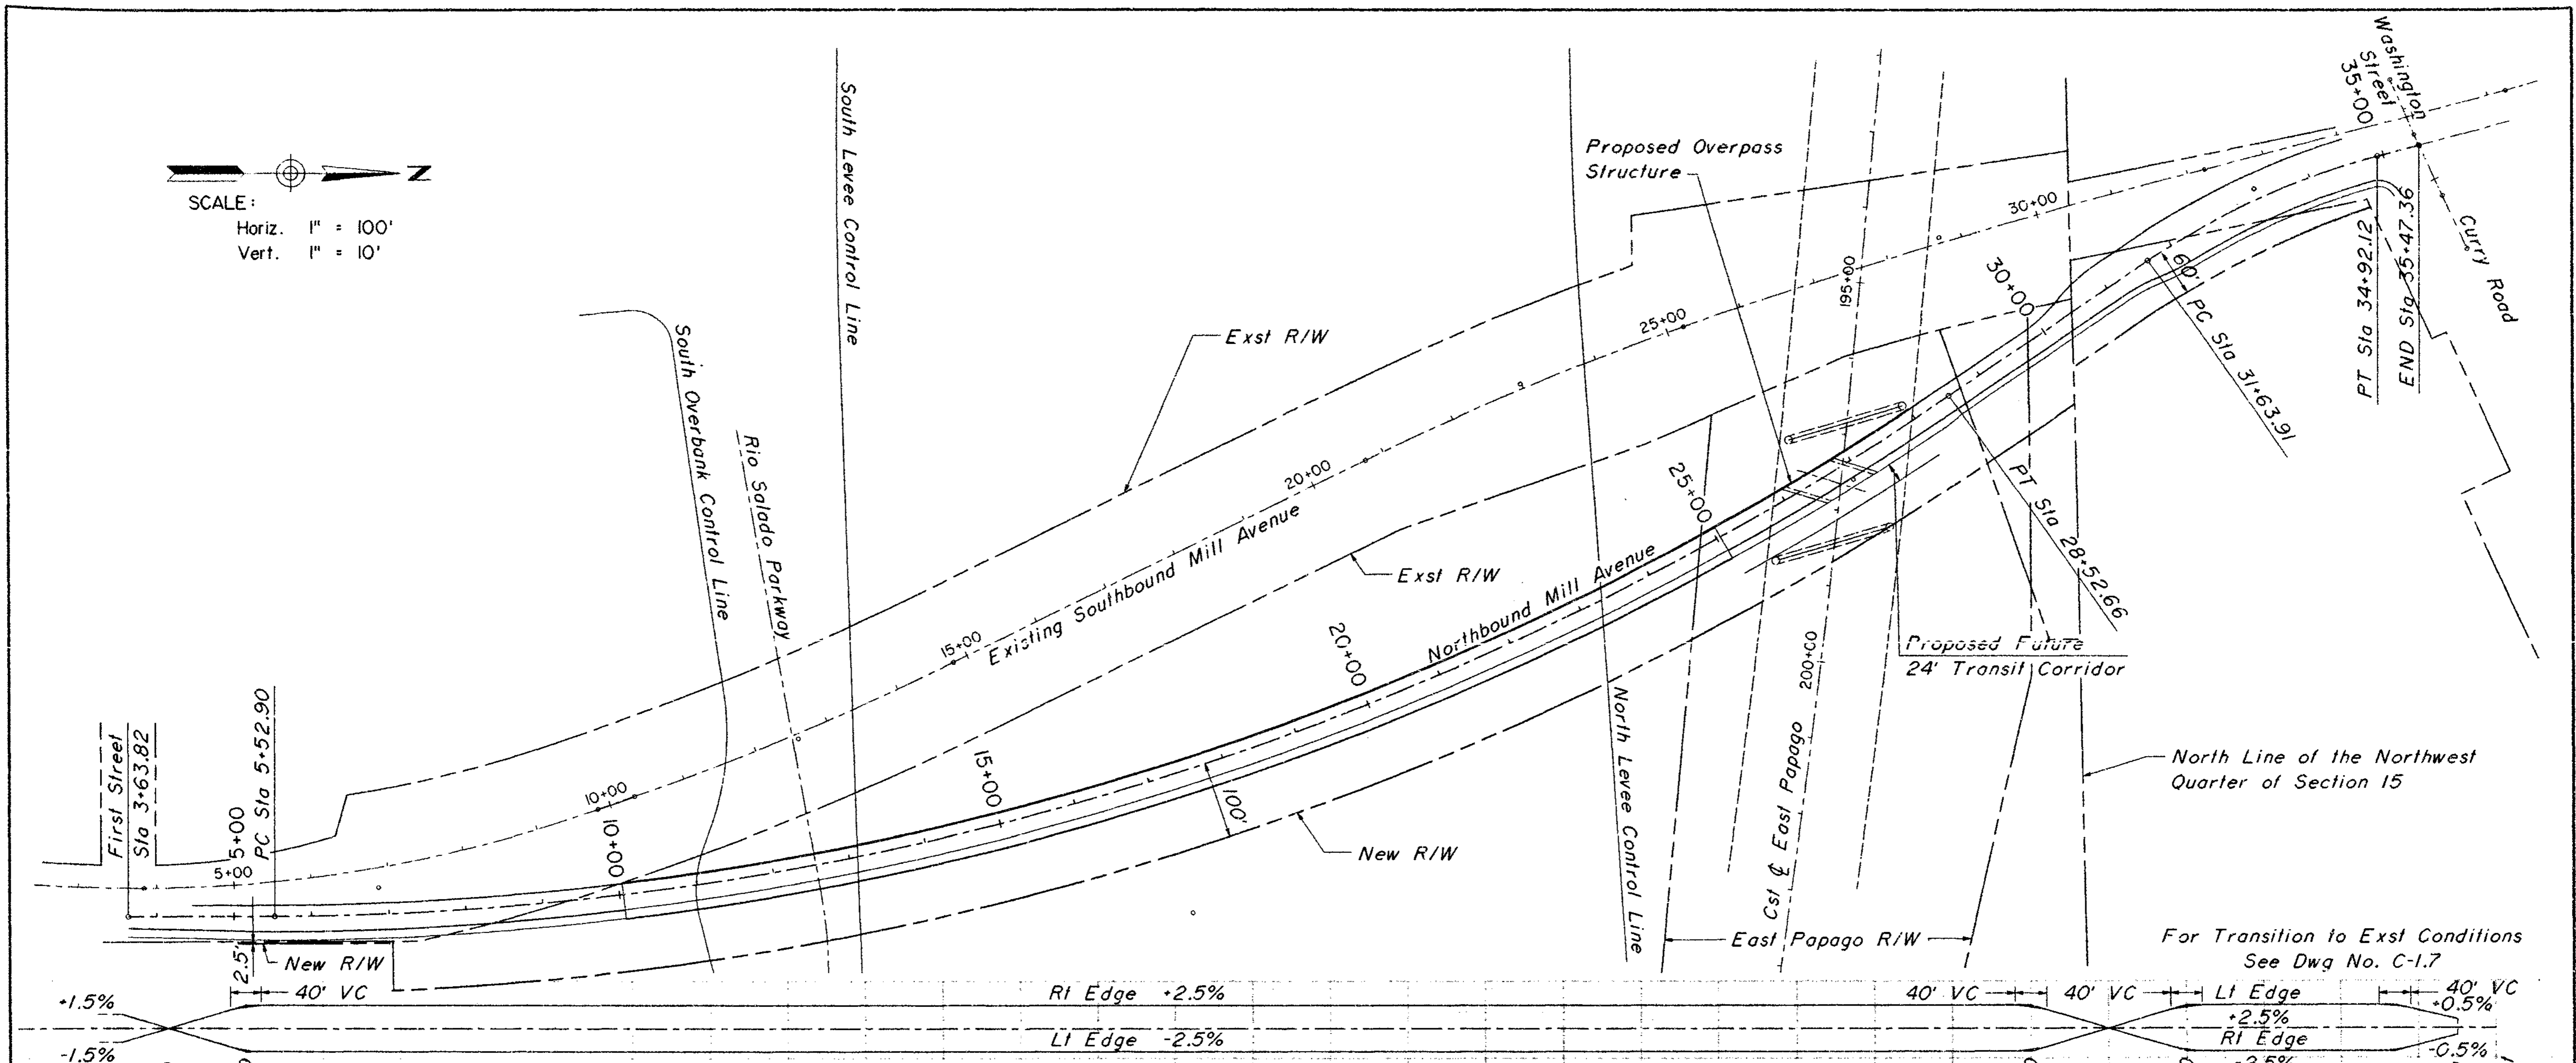 N
SCALE:
Horiz. 1" = 100'
Vert. 1" = 10'
South Levee Control Line
South Overbank Control Line
Rio Salado Parkway
Exst R/W
Existing Southbound Mill Avenue
Exst R/W
Northbound Mill Avenue
Proposed Overpass
Structure
Washington
Street
35+00
Curry Road
PT Sta 34+92.12
END Sta 35+47.36
60'
PC Sta 31+63.91
PT Sta 28+52.66
Proposed Future
24' Transit Corridor
North Levee Control Line
Cst ℄ East Papago
195+00
200+00
East Papago R/W
North Line of the Northwest
Quarter of Section 15
First Street
Sta 3+63.82
5+00
PC Sta 5+52.90
5+00
10+00
10+00
15+00
15+00
20+00
20+00
25+00
25+00
30+00
30+00
100'
New R/W
2.5'
New R/W
For Transition to Exst Conditions
See Dwg No. C-1.7
40' VC
Rt Edge +2.5%
40' VC
40' VC
Lt Edge
+2.5%
40' VC
+0.5%
+1.5%
Lt Edge -2.5%
Rt Edge
-2.5%
-0.5%
-1.5%